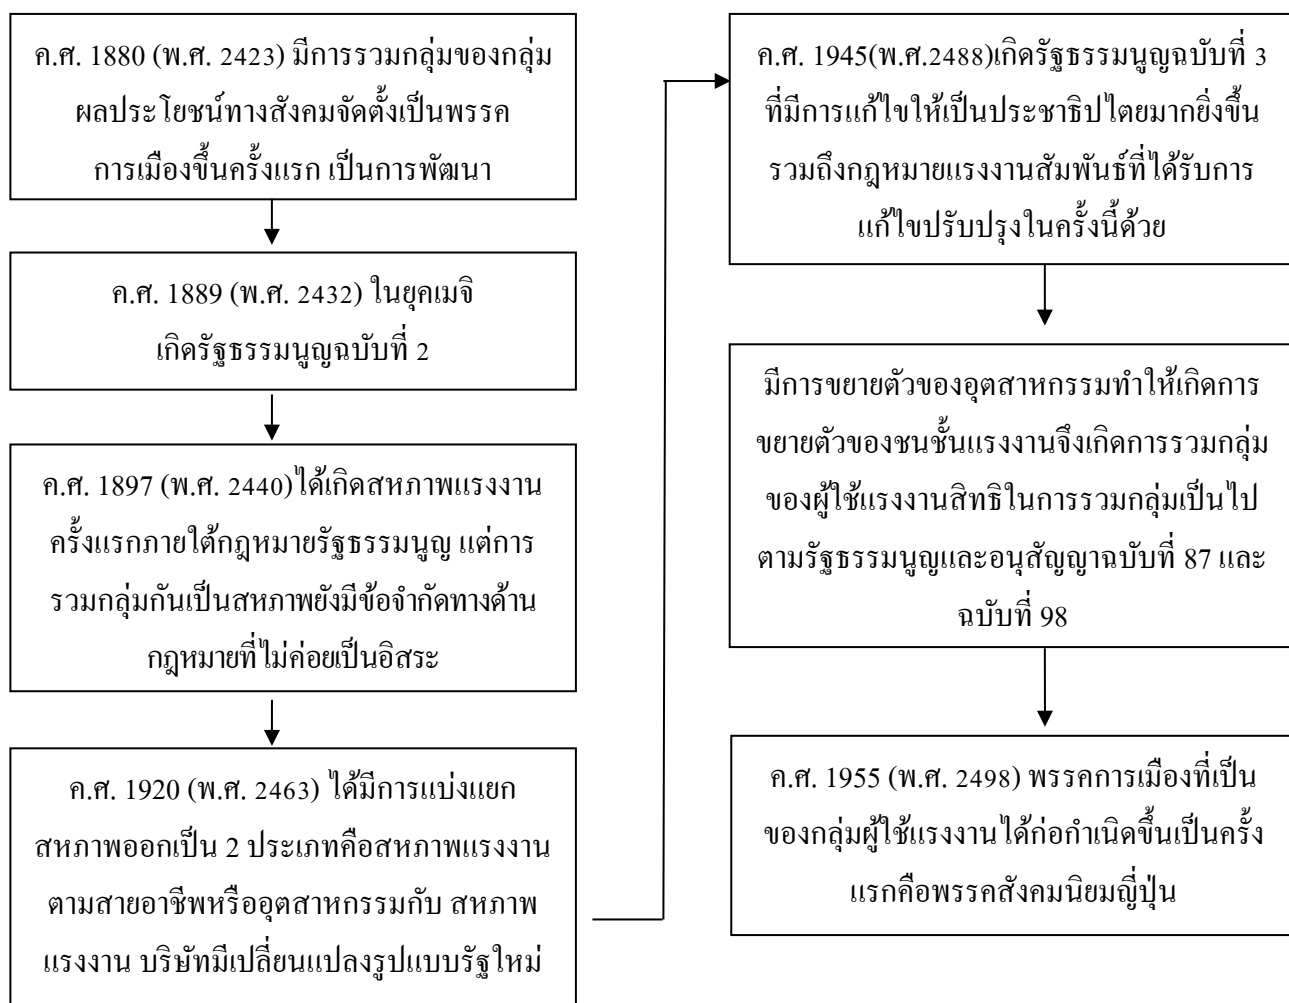 ค.ศ. 1880 (พ.ศ. 2423) มีการรวมกลุ่มของกลุ่ม
ผลประโยชน์ทางสังคมจัดตั้งเป็นพรรค
การเมืองขึ้นครั้งแรก เป็นการพัฒนา
ค.ศ. 1889 (พ.ศ. 2432) ในยุคเมจิ
เกิดรัฐธรรมนูญฉบับที่ 2
ค.ศ. 1897 (พ.ศ. 2440)ได้เกิดสหภาพแรงงาน
ครั้งแรกภายใต้กฎหมายรัฐธรรมนูญ แต่การ
รวมกลุ่มกันเป็นสหภาพยังมีข้อจำกัดทางด้าน
กฎหมายที่ไม่ค่อยเป็นอิสระ
ค.ศ. 1920 (พ.ศ. 2463) ได้มีการแบ่งแยก
สหภาพออกเป็น 2 ประเภทคือสหภาพแรงงาน
ตามสายอาชีพหรืออุตสาหกรรมกับ สหภาพ
แรงงาน บริษัทมีเปลี่ยนแปลงรูปแบบรัฐใหม่
ค.ศ. 1945(พ.ศ.2488)เกิดรัฐธรรมนูญฉบับที่ 3
ที่มีการแก้ไขให้เป็นประชาธิปไตยมากยิ่งขึ้น
รวมถึงกฎหมายแรงงานสัมพันธ์ที่ได้รับการ
แก้ไขปรับปรุงในครั้งนี้ด้วย
มีการขยายตัวของอุตสาหกรรมทำให้เกิดการ
ขยายตัวของชนชั้นแรงงานจึงเกิดการรวมกลุ่ม
ของผู้ใช้แรงงานสิทธิในการรวมกลุ่มเป็นไป
ตามรัฐธรรมนูญและอนุสัญญาฉบับที่ 87 และ
ฉบับที่ 98
ค.ศ. 1955 (พ.ศ. 2498) พรรคการเมืองที่เป็น
ของกลุ่มผู้ใช้แรงงานได้ก่อกำเนิดขึ้นเป็นครั้ง
แรกคือพรรคสังคมนิยมญี่ปุ่น